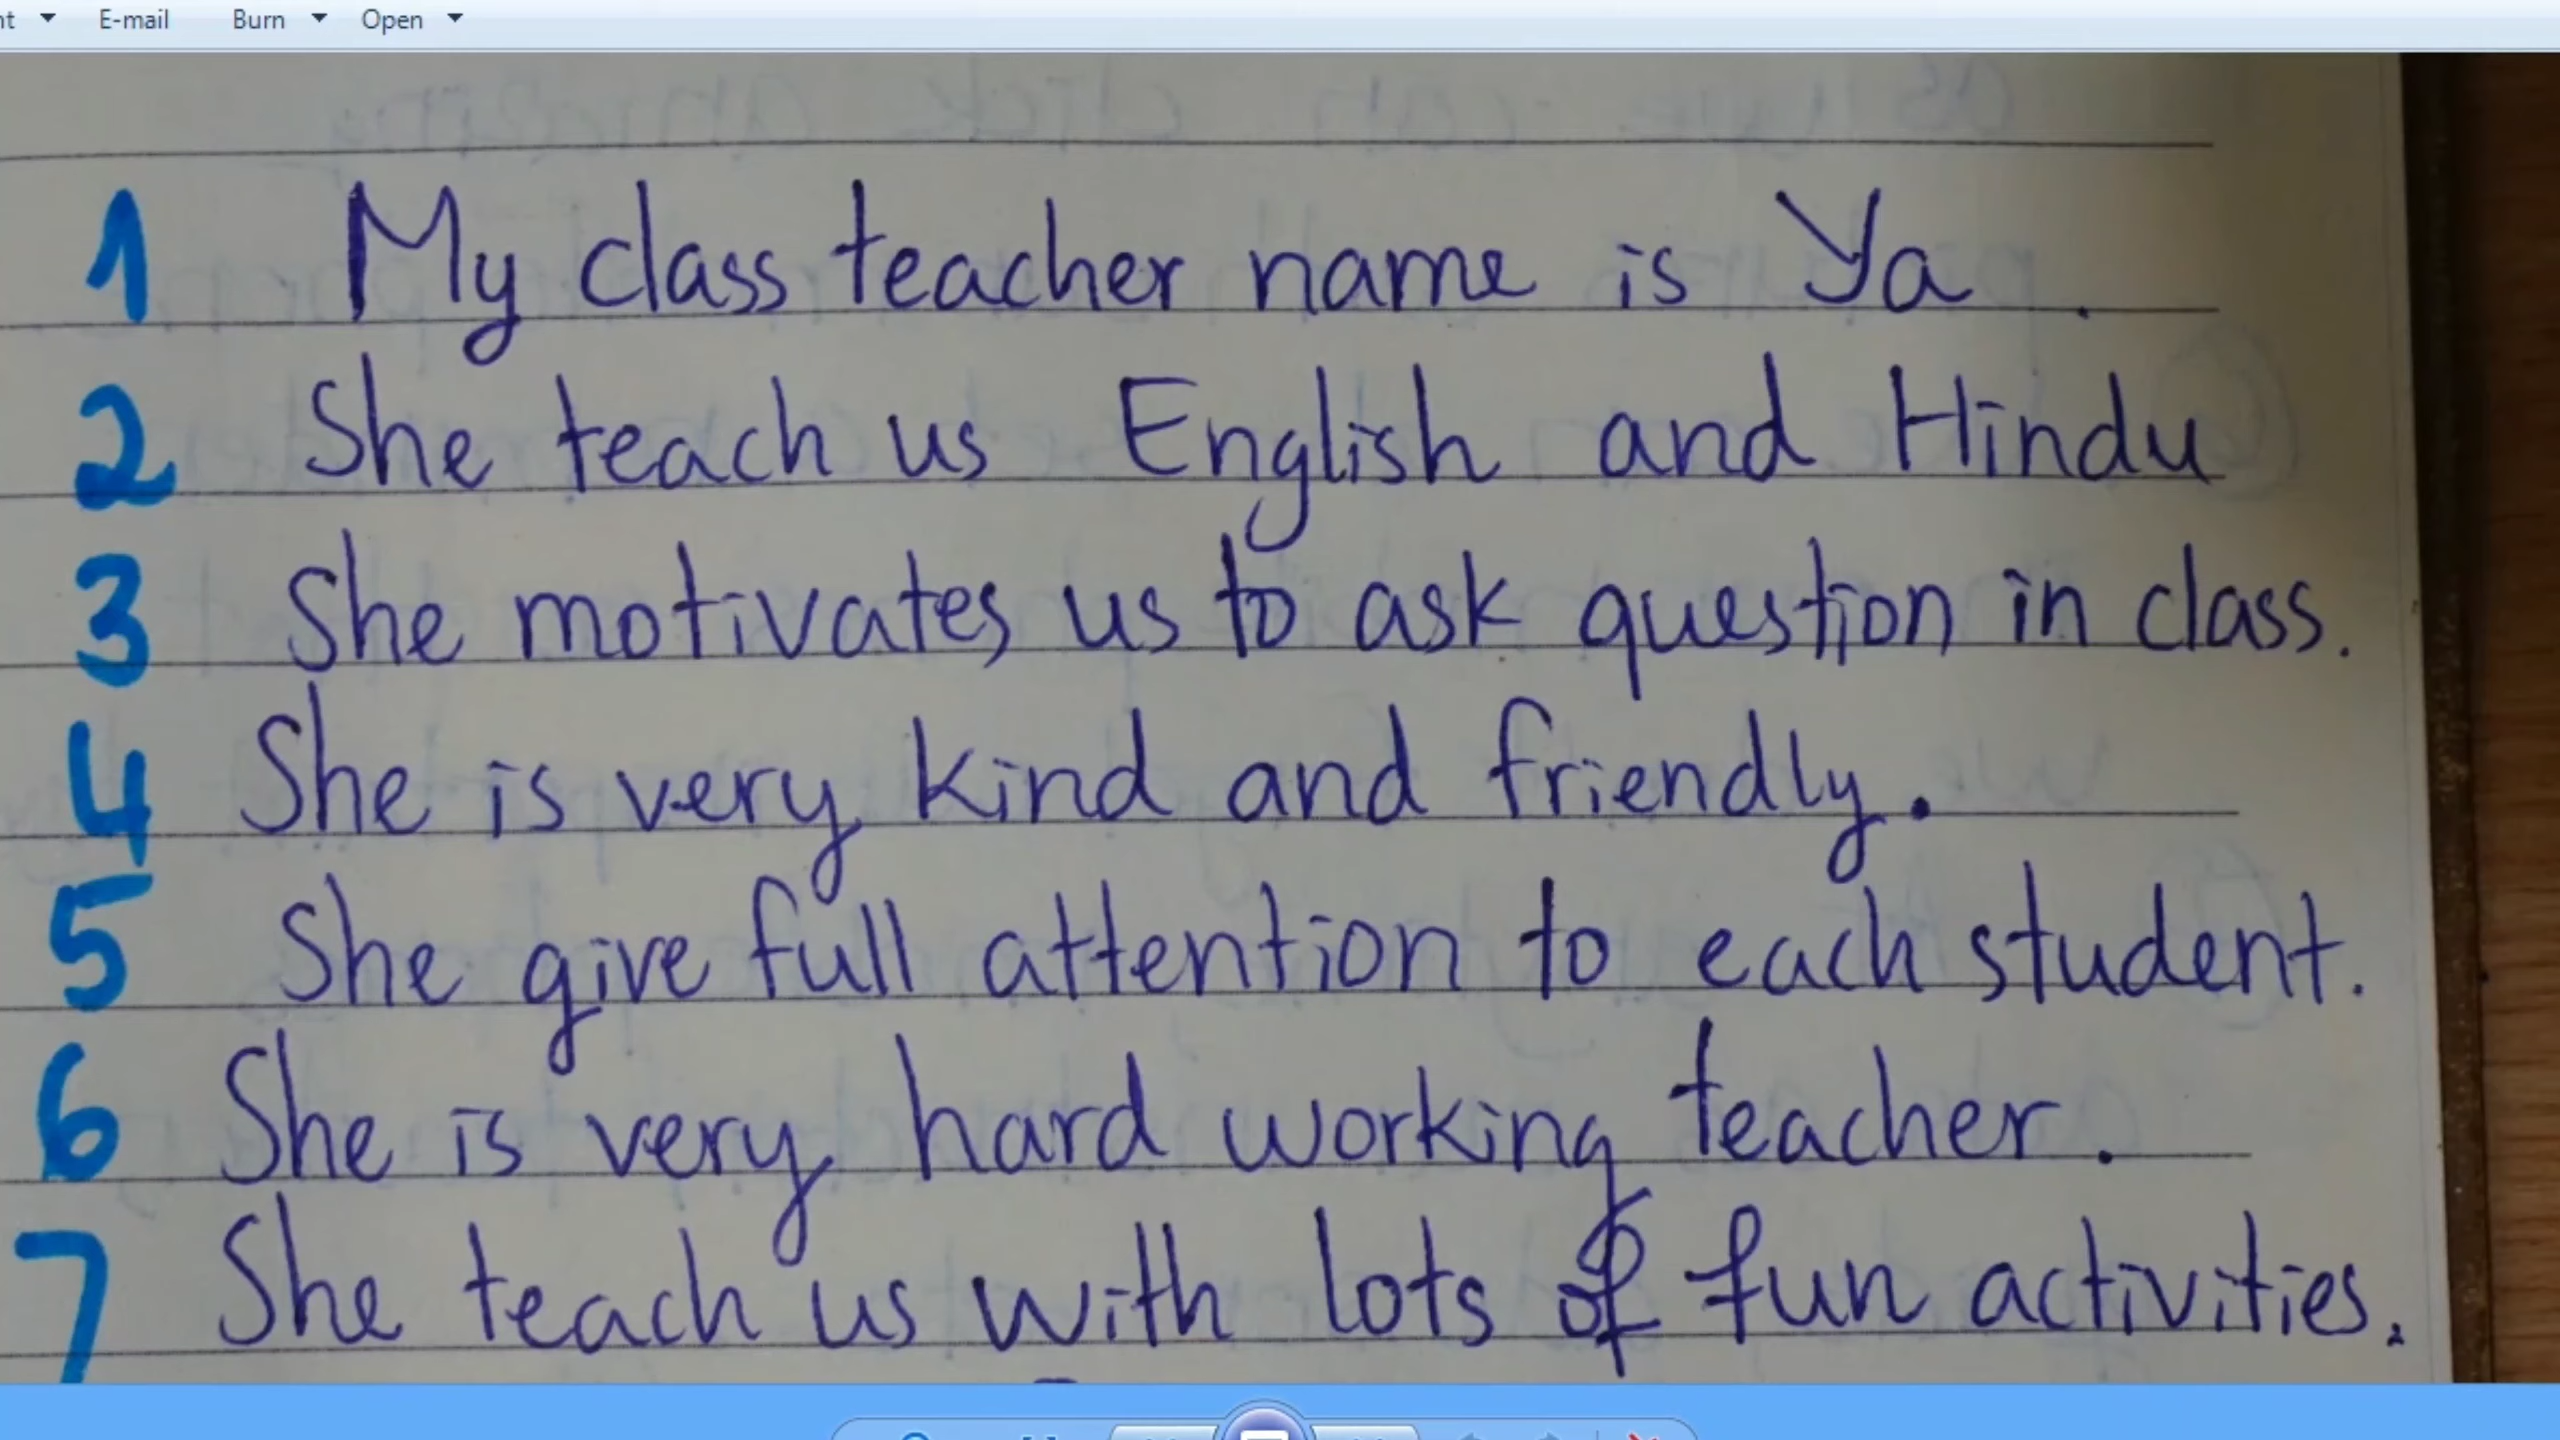 nt E-mail Burn Open
1 My class teacher name is Ya .
2 She teach us English and Hindu
3 She motivates us to ask question in class.
4 She is very kind and friendly.
5 She give full attention to each student.
6 She is very hard working teacher.
7 She teach us with lots of fun activities.